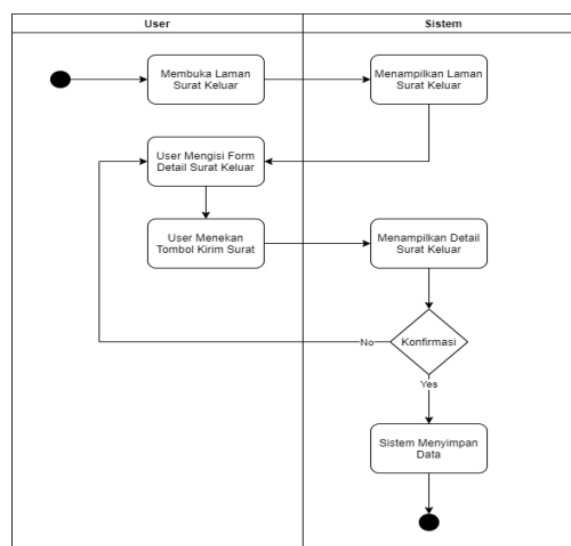 User
Sistem
Membuka Laman
Surat Keluar
Menampilkan Laman
Surat Keluar
User Mengisi Form
Detail Surat Keluar
User Menekan
Tombol Kirim Surat
Menampilkan Detail
Surat Keluar
Konfirmasi
No
Yes
Sistem Menyimpan
Data